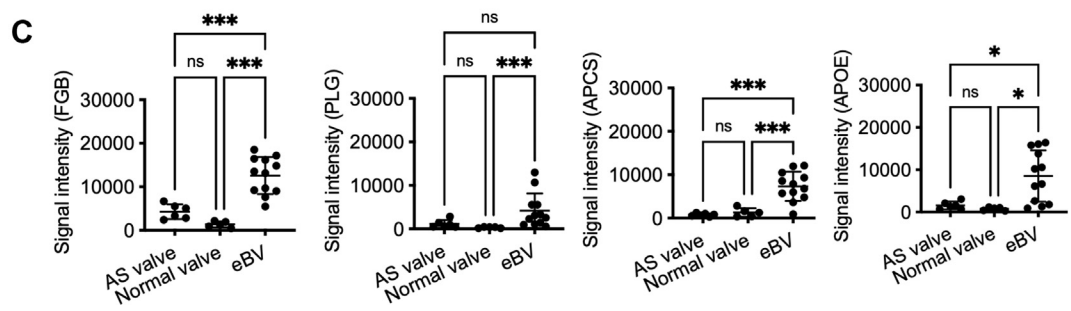 C
Signal intensity (FGB)
30000
20000
10000
0
***
ns
***
AS valve
Normal valve
eBV
Signal intensity (PLG)
30000
20000
10000
0
ns
ns
***
AS valve
Normal valve
eBV
Signal intensity (APCS)
30000
20000
10000
0
***
ns
***
AS valve
Normal valve
eBV
Signal intensity (APOE)
30000
20000
10000
0
*
ns
*
AS valve
Normal valve
eBV